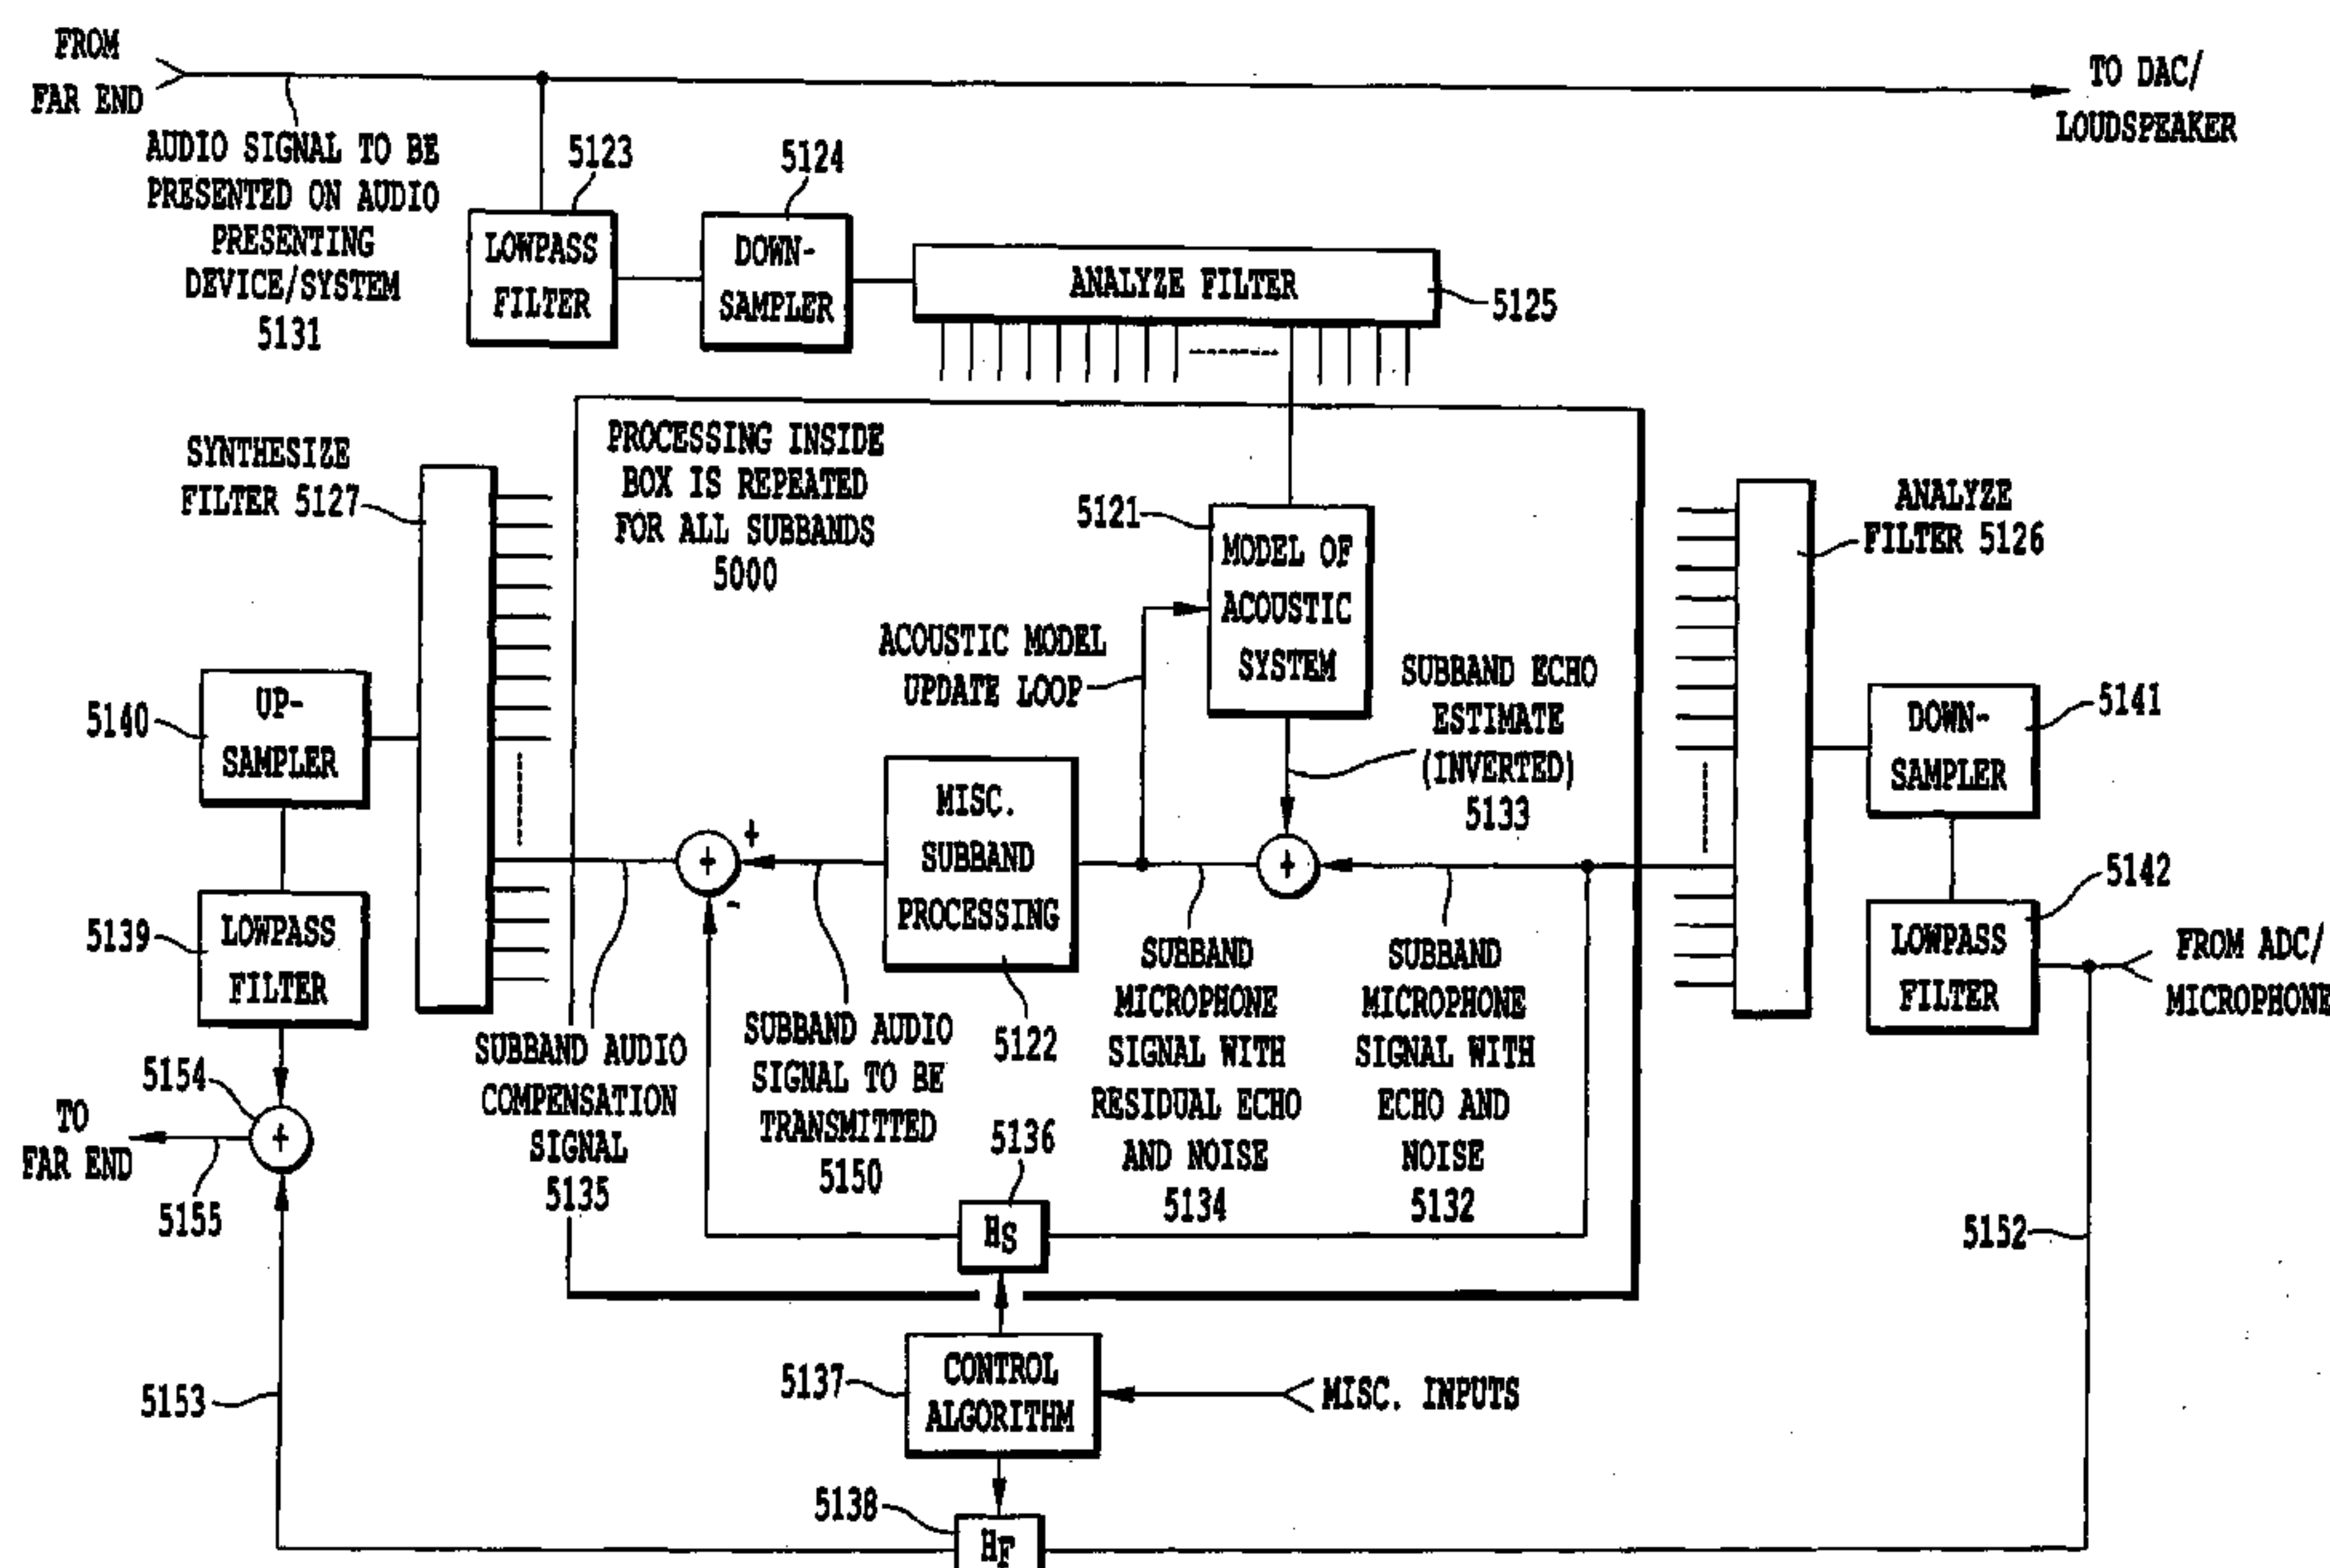 FROM
FAR END
TO DAC/
LOUDSPEAKER
AUDIO SIGNAL TO BE
PRESENTED ON AUDIO
PRESENTING
DEVICE/SYSTEM
5131
5123
LOWPASS
FILTER
5124
DOWN-
SAMPLER
ANALYZE FILTER
5125
SYNTHESIZE
FILTER 5127
PROCESSING INSIDE
BOX IS REPEATED
FOR ALL SUBBANDS
5000
5121
MODEL OF
ACOUSTIC
SYSTEM
ANALYZE
FILTER 5126
ACOUSTIC MODEL
UPDATE LOOP
SUBBAND ECHO
ESTIMATE
(INVERTED)
5133
5140
UP-
SAMPLER
DOWN-
SAMPLER
5141
MISC.
SUBBAND
PROCESSING
5122
+
+
-
+
5139
LOWPASS
FILTER
5142
LOWPASS
FILTER
FROM ADC/
MICROPHONE
SUBBAND AUDIO
COMPENSATION
SIGNAL
5135
SUBBAND AUDIO
SIGNAL TO BE
TRANSMITTED
5150
SUBBAND
MICROPHONE
SIGNAL WITH
RESIDUAL ECHO
AND NOISE
5134
SUBBAND
MICROPHONE
SIGNAL WITH
ECHO AND
NOISE
5132
5154
TO
FAR END
+
5155
5136
HS
5152
5153
5137
CONTROL
ALGORITHM
MISC. INPUTS
5138
HF